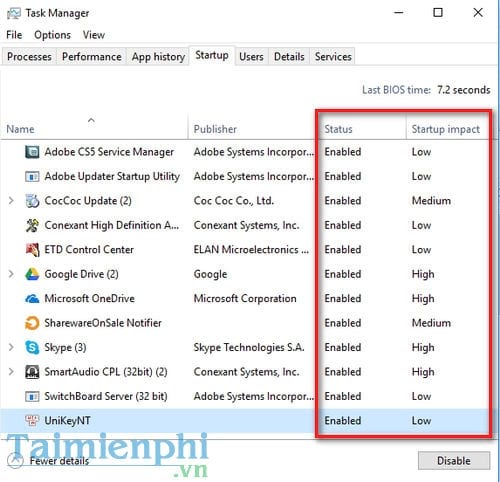 Task Manager
File Options View
Processes Performance App history Startup Users Details Services
Last BIOS time: 7.2 seconds
Name Publisher Status Startup impact
Adobe CS5 Service Manager Adobe Systems Incorpor... Enabled Low
Adobe Updater Startup Utility Adobe Systems Incorpor... Enabled Low
CocCoc Update (2) Coc Coc Co., Ltd. Enabled Medium
Conexant High Definition A... Conexant Systems, Inc. Enabled Low
ETD Control Center ELAN Microelectronics ... Enabled Low
Google Drive (2) Google Enabled High
Microsoft OneDrive Microsoft Corporation Enabled High
SharewareOnSale Notifier Enabled Medium
Skype (3) Skype Technologies S.A. Enabled High
SmartAudio CPL (32bit) (2) Conexant Systems, Inc. Enabled High
SwitchBoard Server (32 bit) Adobe Systems Incorpor... Enabled Low
UniKeyNT Enabled Low
Taimienphi
.vn
Fewer details Disable